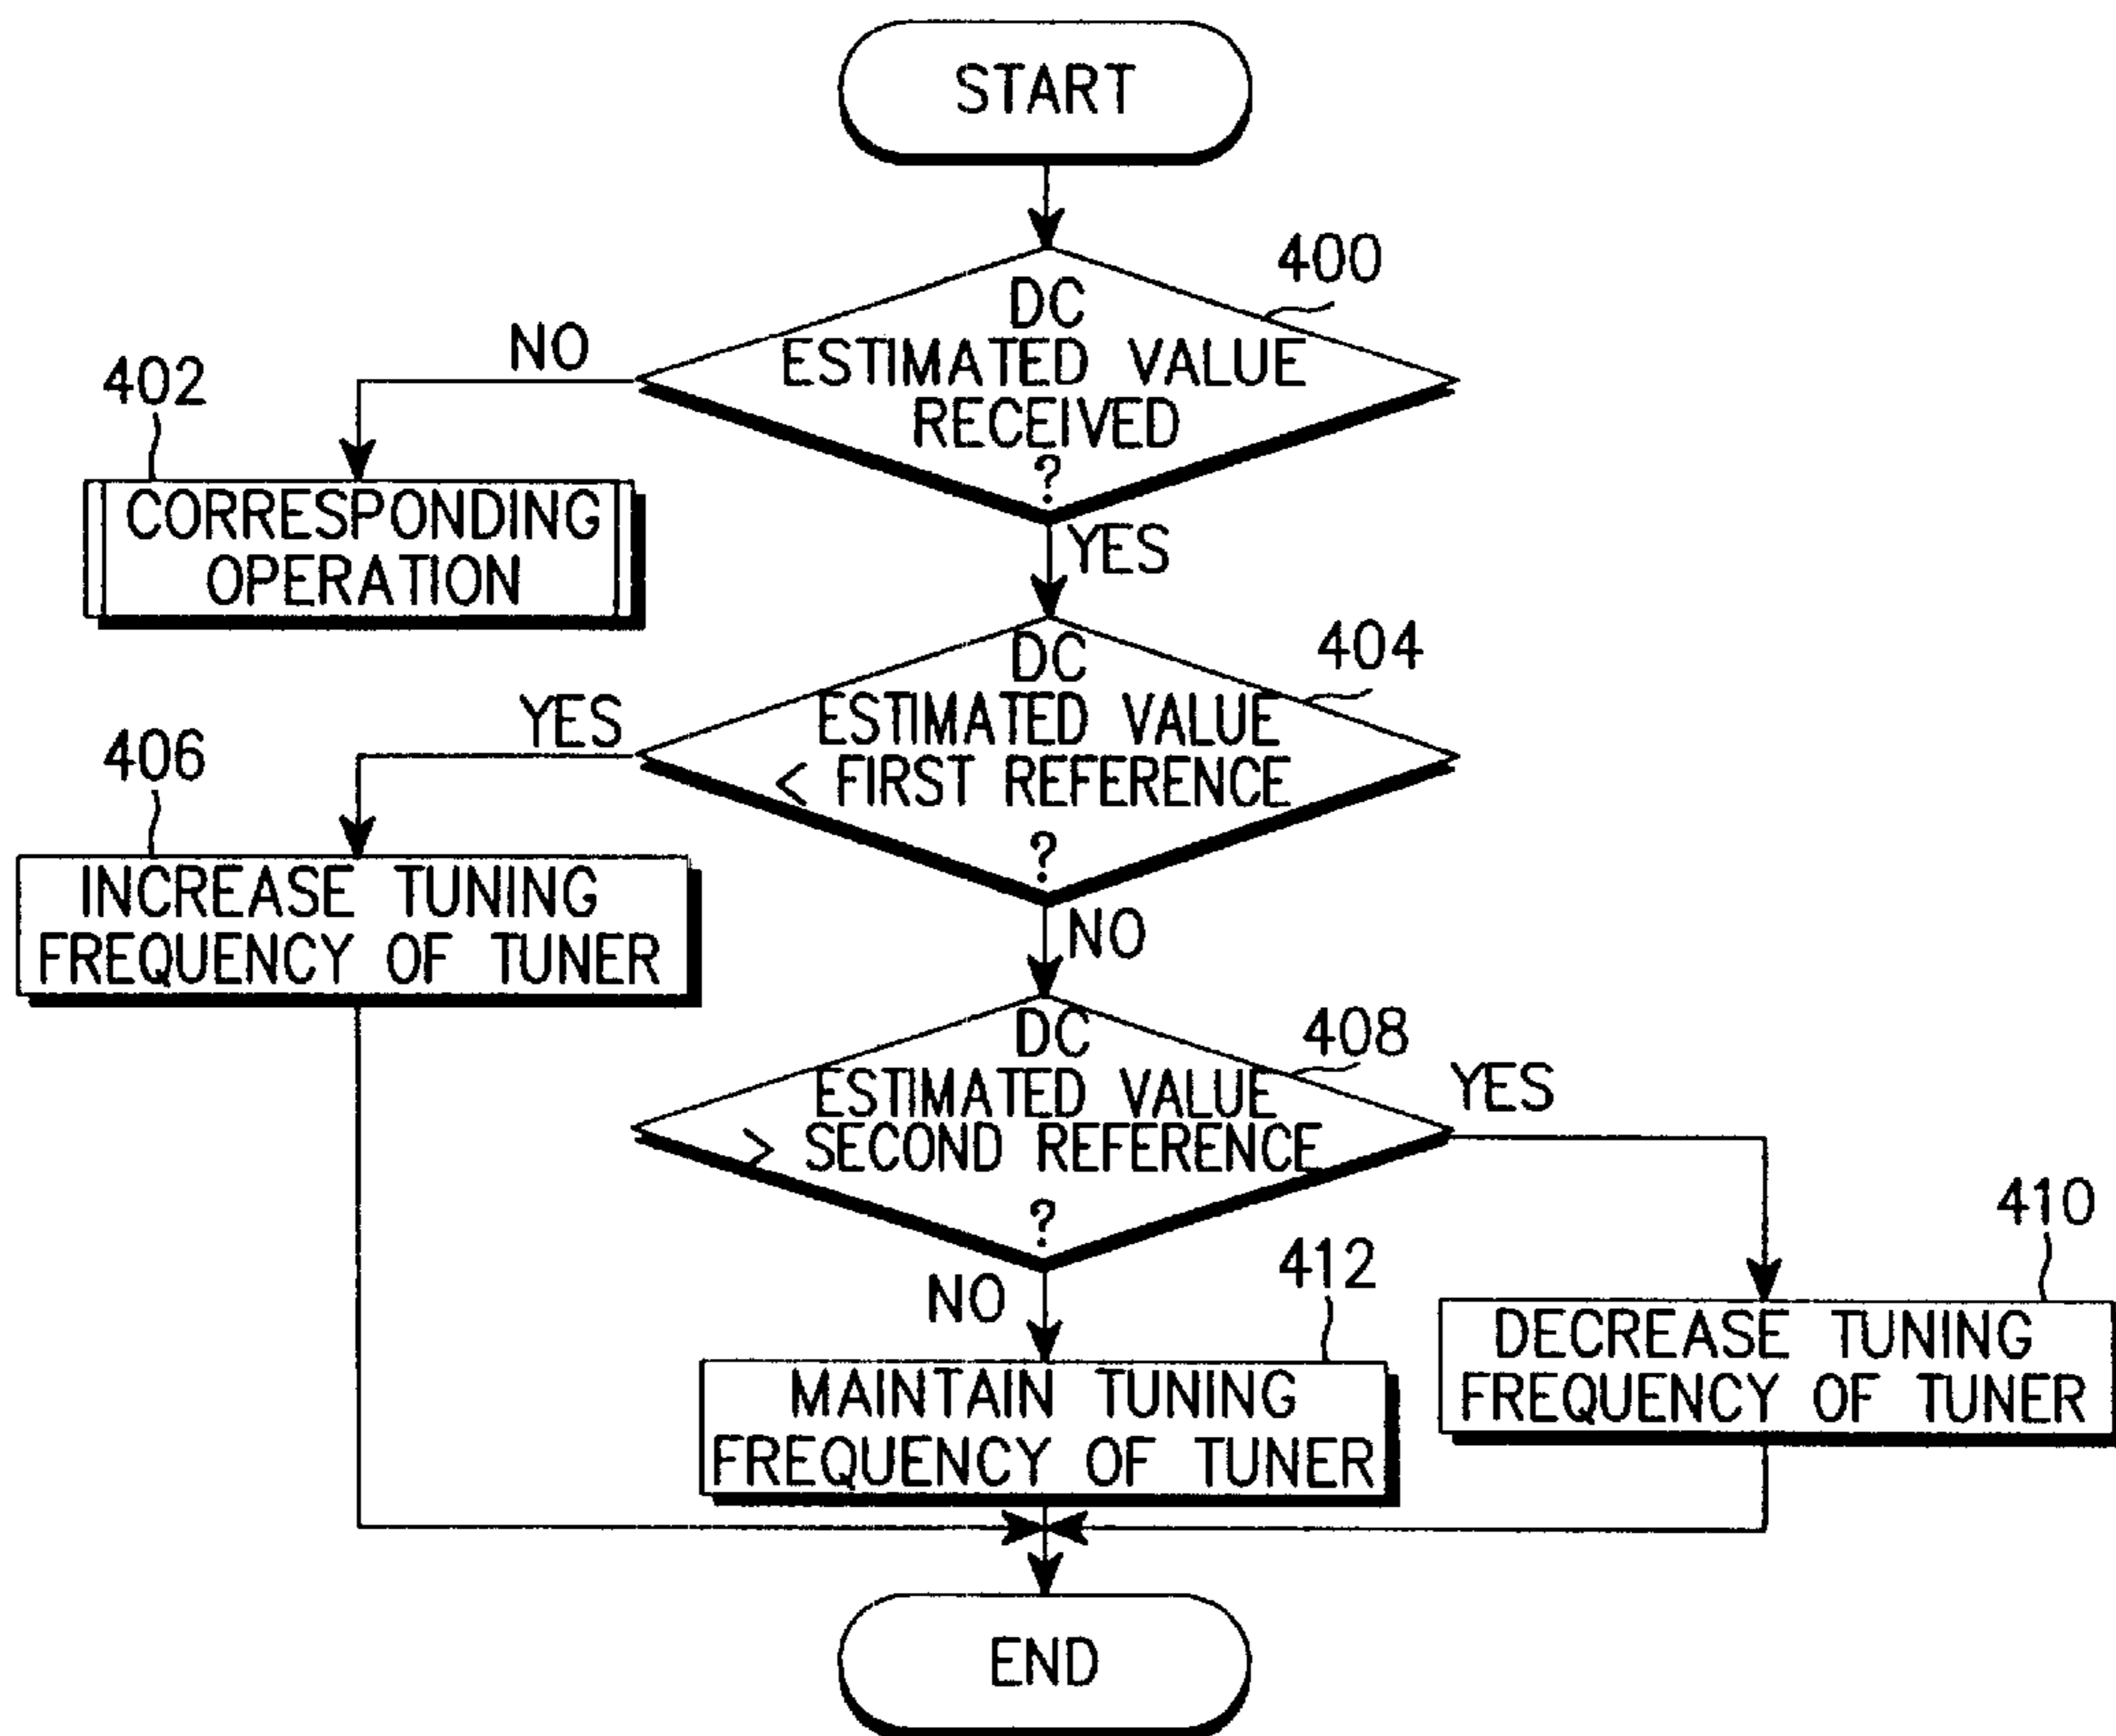 START
400
DC
ESTIMATED VALUE
RECEIVED
?
NO
402
CORRESPONDING
OPERATION
YES
404
DC
ESTIMATED VALUE
< FIRST REFERENCE
?
YES
406
INCREASE TUNING
FREQUENCY OF TUNER
NO
408
DC
ESTIMATED VALUE
> SECOND REFERENCE
?
YES
410
DECREASE TUNING
FREQUENCY OF TUNER
NO
412
MAINTAIN TUNING
FREQUENCY OF TUNER
END